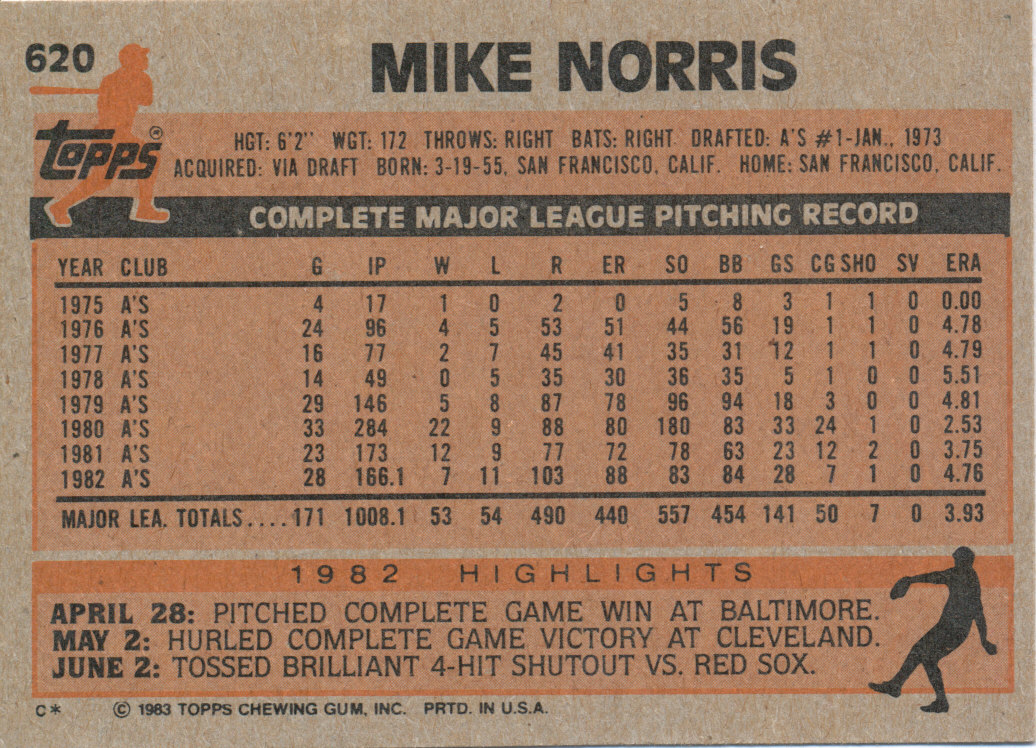 620
MIKE NORRIS
topps®
HGT: 6'2" WGT: 172 THROWS: RIGHT BATS: RIGHT DRAFTED: A'S #1-JAN., 1973
ACQUIRED: VIA DRAFT BORN: 3-19-55, SAN FRANCISCO, CALIF. HOME: SAN FRANCISCO, CALIF.
COMPLETE MAJOR LEAGUE PITCHING RECORD
YEAR CLUB G IP W L R ER SO BB GS CG SHO SV ERA
1975 A'S 4 17 1 0 2 0 5 8 3 1 1 0 0.00
1976 A'S 24 96 4 5 53 51 44 56 19 1 1 0 4.78
1977 A'S 16 77 2 7 45 41 35 31 12 1 1 0 4.79
1978 A'S 14 49 0 5 35 30 36 35 5 1 0 0 5.51
1979 A'S 29 146 5 8 87 78 96 94 18 3 0 0 4.81
1980 A'S 33 284 22 9 88 80 180 83 33 24 1 0 2.53
1981 A'S 23 173 12 9 77 72 78 63 23 12 2 0 3.75
1982 A'S 28 166.1 7 11 103 88 83 84 28 7 1 0 4.76
MAJOR LEA. TOTALS.... 171 1008.1 53 54 490 440 557 454 141 50 7 0 3.93
1982 HIGHLIGHTS
APRIL 28: PITCHED COMPLETE GAME WIN AT BALTIMORE.
MAY 2: HURLED COMPLETE GAME VICTORY AT CLEVELAND.
JUNE 2: TOSSED BRILLIANT 4-HIT SHUTOUT VS. RED SOX.
C* © 1983 TOPPS CHEWING GUM, INC. PRTD. IN U.S.A.